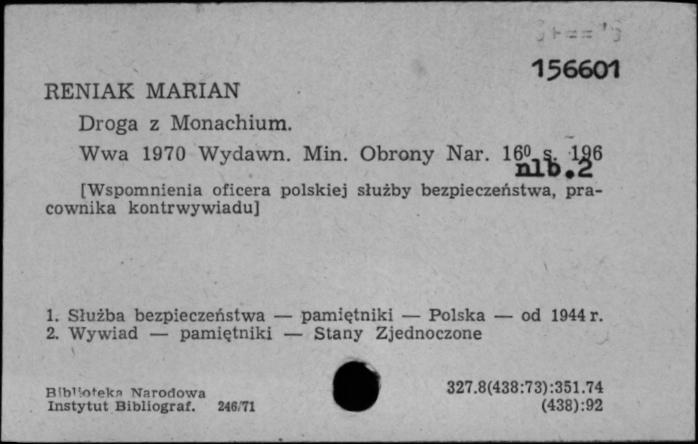 156601
RENIAK MARIAN
Droga z Monachium.
Wwa 1970 Wydawn. Min. Obrony Nar. 16⁰ s. 196
nlb.2
[Wspomnienia oficera polskiej służby bezpieczeństwa, pra-
cownika kontrwywiadu]
1. Służba bezpieczeństwa — pamiętniki — Polska — od 1944 r.
2. Wywiad — pamiętniki — Stany Zjednoczone
Biblioteka Narodowa
Instytut Bibliograf. 246/71
327.8(438:73):351.74
(438):92